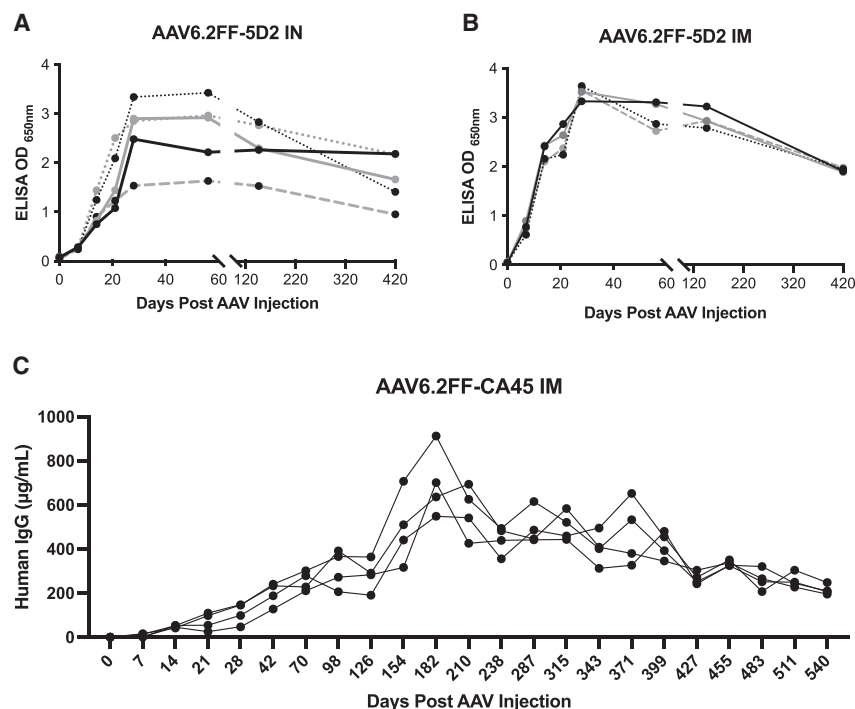 A
AAV6.2FF-5D2 IN
4
3
2
1
0
ELISA OD 650nm
0 20 40 60 120 220 320 420
Days Post AAV Injection
B
AAV6.2FF-5D2 IM
4
3
2
1
0
ELISA OD 650nm
0 20 40 60 120 220 320 420
Days Post AAV Injection
C
AAV6.2FF-CA45 IM
1000
800
600
400
200
0
Human IgG (µg/mL)
0 7 14 21 28 42 70 98 126 154 182 210 238 287 315 343 371 399 427 455 483 511 540
Days Post AAV Injection